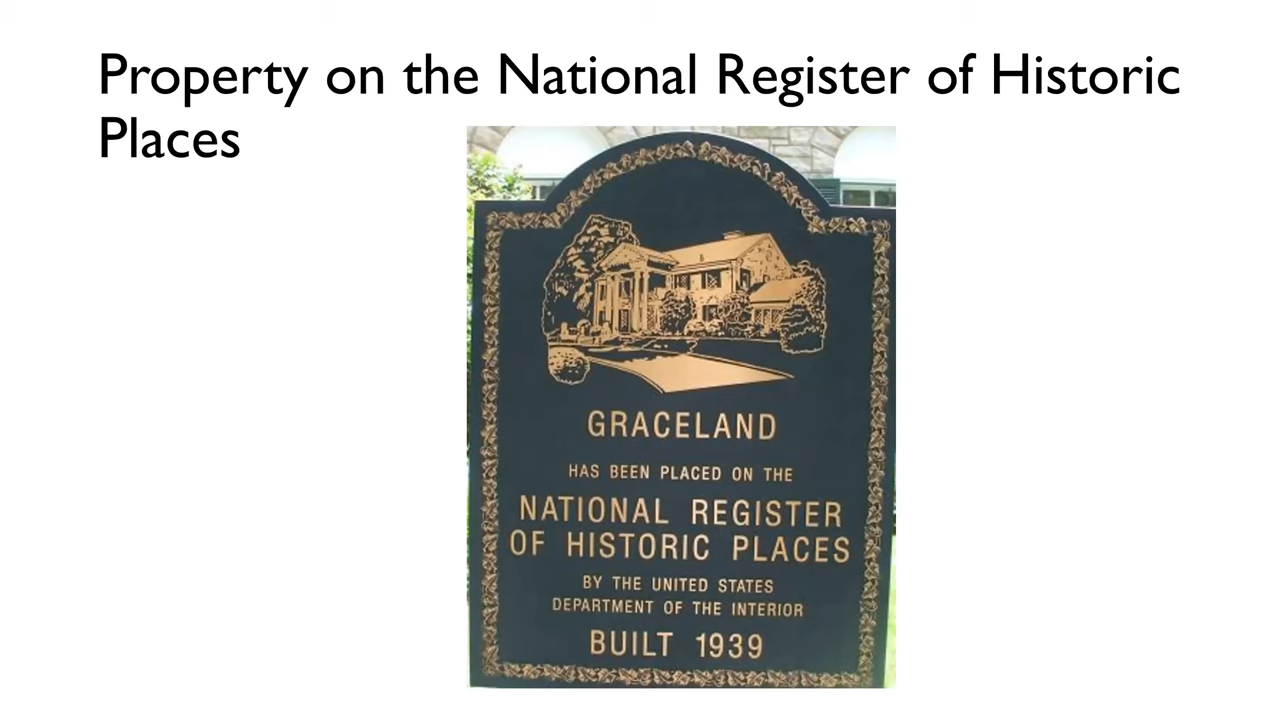 Property on the National Register of Historic
Places
GRACELAND
HAS BEEN PLACED ON THE
NATIONAL REGISTER
OF HISTORIC PLACES
BY THE UNITED STATES
DEPARTMENT OF THE INTERIOR
BUILT 1939